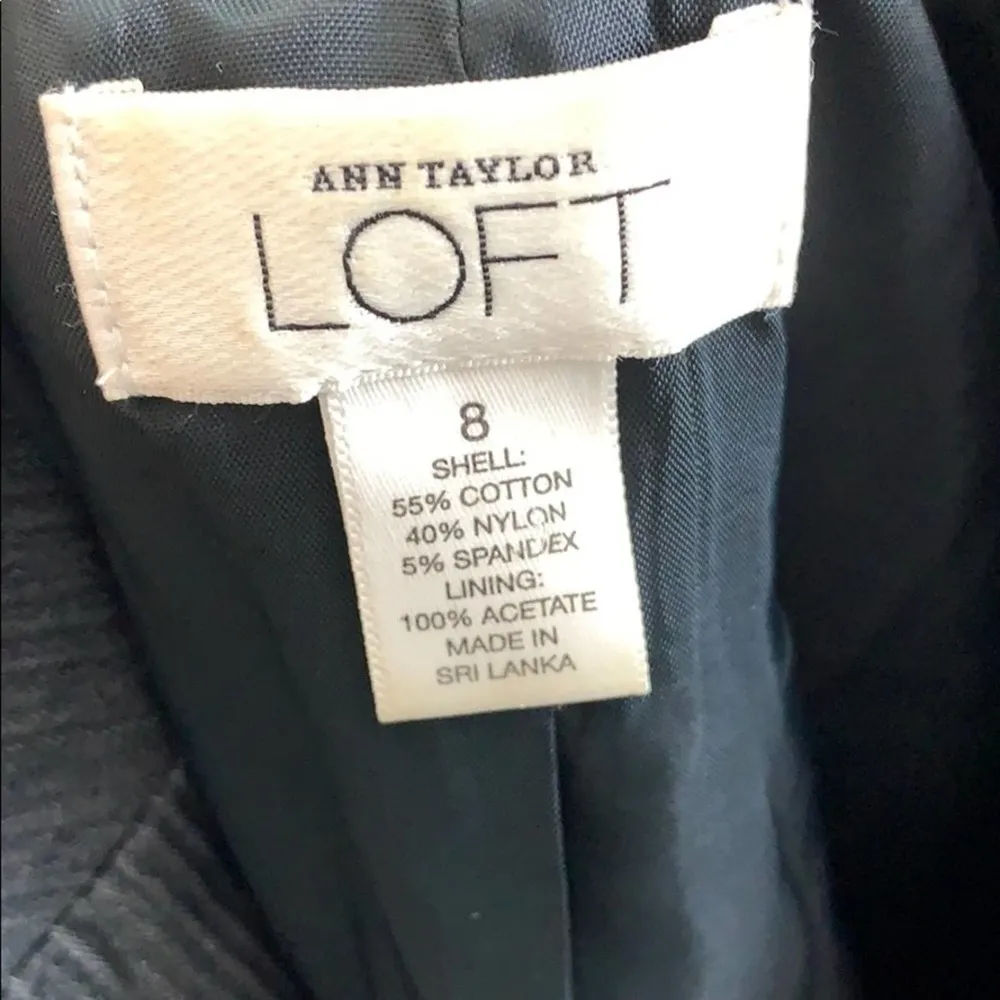 ANN TAYLOR
LOFT
8
SHELL:
55% COTTON
40% NYLON
5% SPANDEX
LINING:
100% ACETATE
MADE IN
SRI LANKA